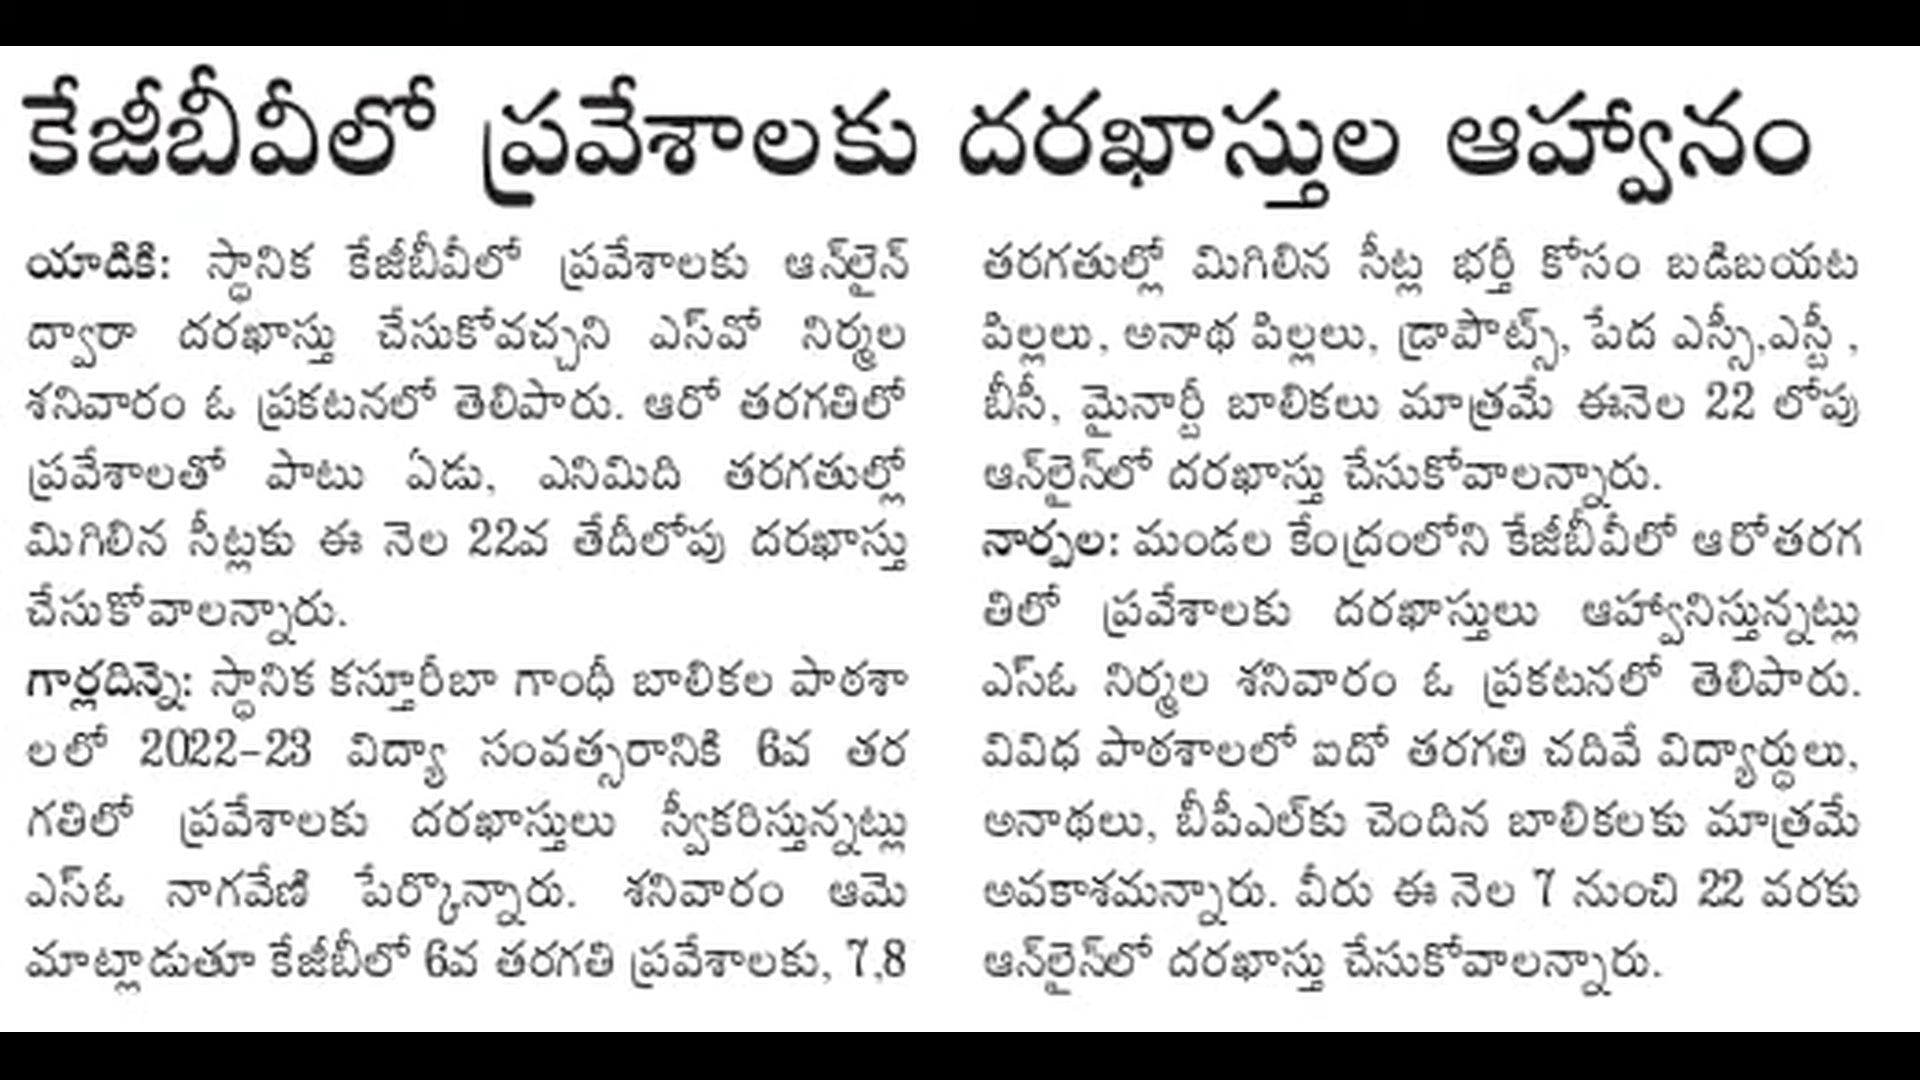 కేజీబీవీలో ప్రవేశాలకు దరఖాస్తుల ఆహ్వానం
యాడికి: స్థానిక కేజీబీవీలో ప్రవేశాలకు ఆన్‌లైన్
ద్వారా దరఖాస్తు చేసుకోవచ్చని ఎస్‌వో నిర్మల
శనివారం ఓ ప్రకటనలో తెలిపారు. ఆరో తరగతిలో
ప్రవేశాలతో పాటు ఏడు, ఎనిమిది తరగతుల్లో
మిగిలిన సీట్లకు ఈ నెల 22వ తేదీలోపు దరఖాస్తు
చేసుకోవాలన్నారు.
గార్లదిన్నె: స్థానిక కస్తూరీబా గాంధీ బాలికల పాఠశా
లలో 2022-23 విద్యా సంవత్సరానికి 6వ తర
గతిలో ప్రవేశాలకు దరఖాస్తులు స్వీకరిస్తున్నట్లు
ఎస్‌ఓ నాగవేణి పేర్కొన్నారు. శనివారం ఆమె
మాట్లాడుతూ కేజీబీలో 6వ తరగతి ప్రవేశాలకు, 7,8
తరగతుల్లో మిగిలిన సీట్ల భర్తీ కోసం బడిబయట
పిల్లలు, అనాథ పిల్లలు, డ్రాపౌట్స్, పేద ఎస్సీ,ఎస్టీ ,
బీసీ, మైనార్టీ బాలికలు మాత్రమే ఈనెల 22 లోపు
ఆన్‌లైన్‌లో దరఖాస్తు చేసుకోవాలన్నారు.
నార్పల: మండల కేంద్రంలోని కేజీబీవీలో ఆరోతరగ
తిలో ప్రవేశాలకు దరఖాస్తులు ఆహ్వానిస్తున్నట్లు
ఎస్‌ఓ నిర్మల శనివారం ఓ ప్రకటనలో తెలిపారు.
వివిధ పాఠశాలలో ఐదో తరగతి చదివే విద్యార్థులు,
అనాథలు, బీపీఎల్‌కు చెందిన బాలికలకు మాత్రమే
అవకాశమన్నారు. వీరు ఈ నెల 7 నుంచి 22 వరకు
ఆన్‌లైన్‌లో దరఖాస్తు చేసుకోవాలన్నారు.